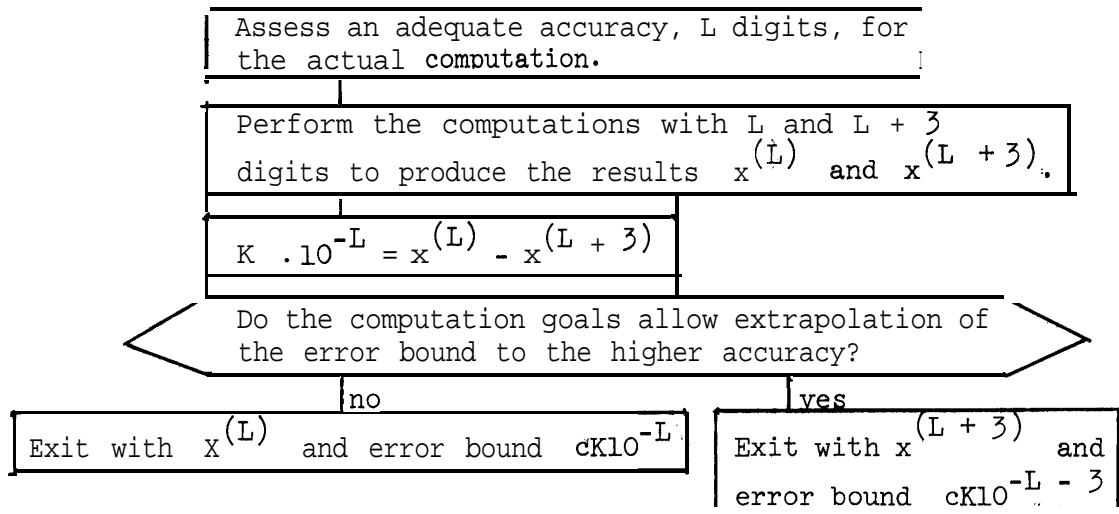 Assess an adequate accuracy, L digits, for
the actual computation.
Perform the computations with L and L + 3
digits to produce the results x^(L) and x^(L + 3).
K . 10^-L = x^(L) - x^(L + 3)
Do the computation goals allow extrapolation of
the error bound to the higher accuracy?
no
yes
Exit with X^(L) and error bound cK10^-L
Exit with x^(L + 3) and
error bound cK10^-L - 3